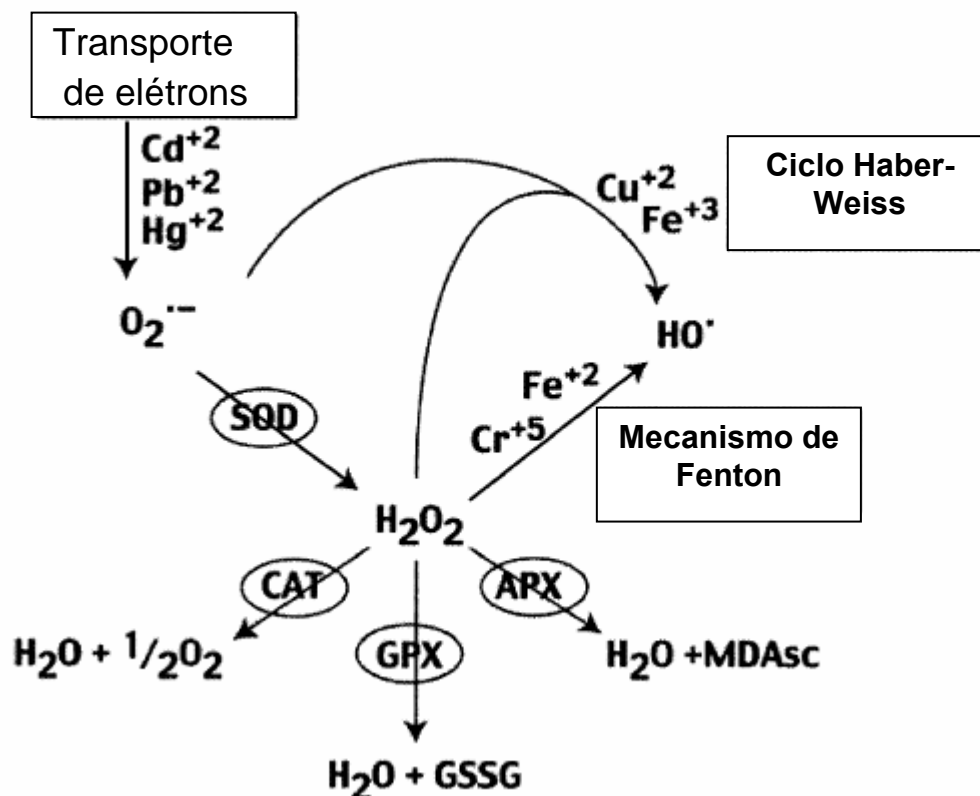 Transporte
de elétrons
Cd⁺²
Pb⁺²
Hg⁺²
Cu⁺²
Fe⁺³
Ciclo Haber-
Weiss
O₂˙⁻
HO˙
SOD
Fe⁺²
Cr⁺⁵
Mecanismo de
Fenton
H₂O₂
CAT
APX
GPX
H₂O + ¹/₂O₂
H₂O +MDAsc
H₂O + GSSG